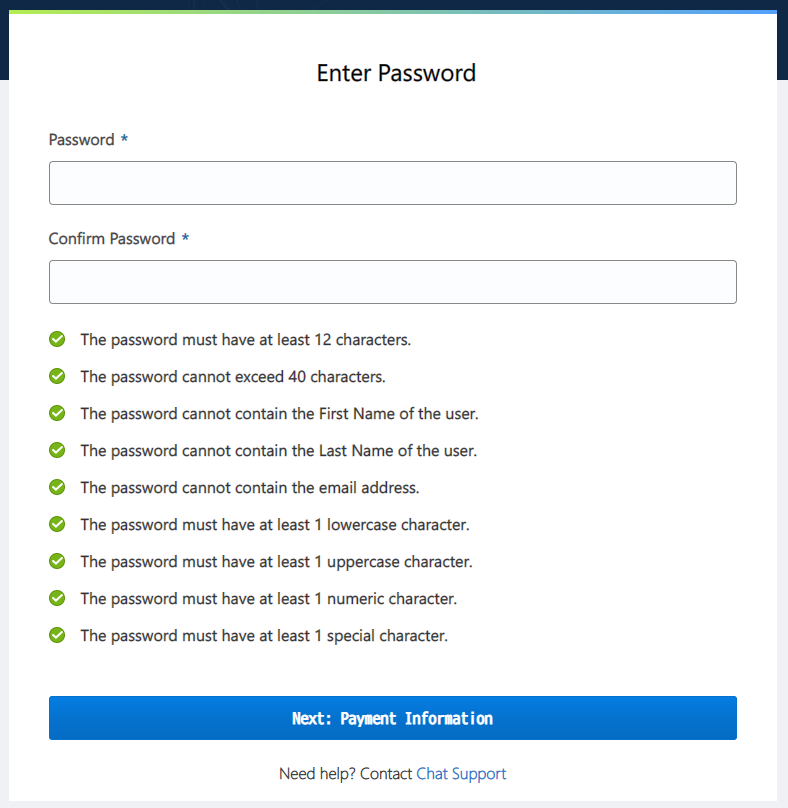 Enter Password
Password *
Confirm Password *
The password must have at least 12 characters.
The password cannot exceed 40 characters.
The password cannot contain the First Name of the user.
The password cannot contain the Last Name of the user.
The password cannot contain the email address.
The password must have at least 1 lowercase character.
The password must have at least 1 uppercase character.
The password must have at least 1 numeric character.
The password must have at least 1 special character.
Next: Payment Information
Need help? Contact Chat Support